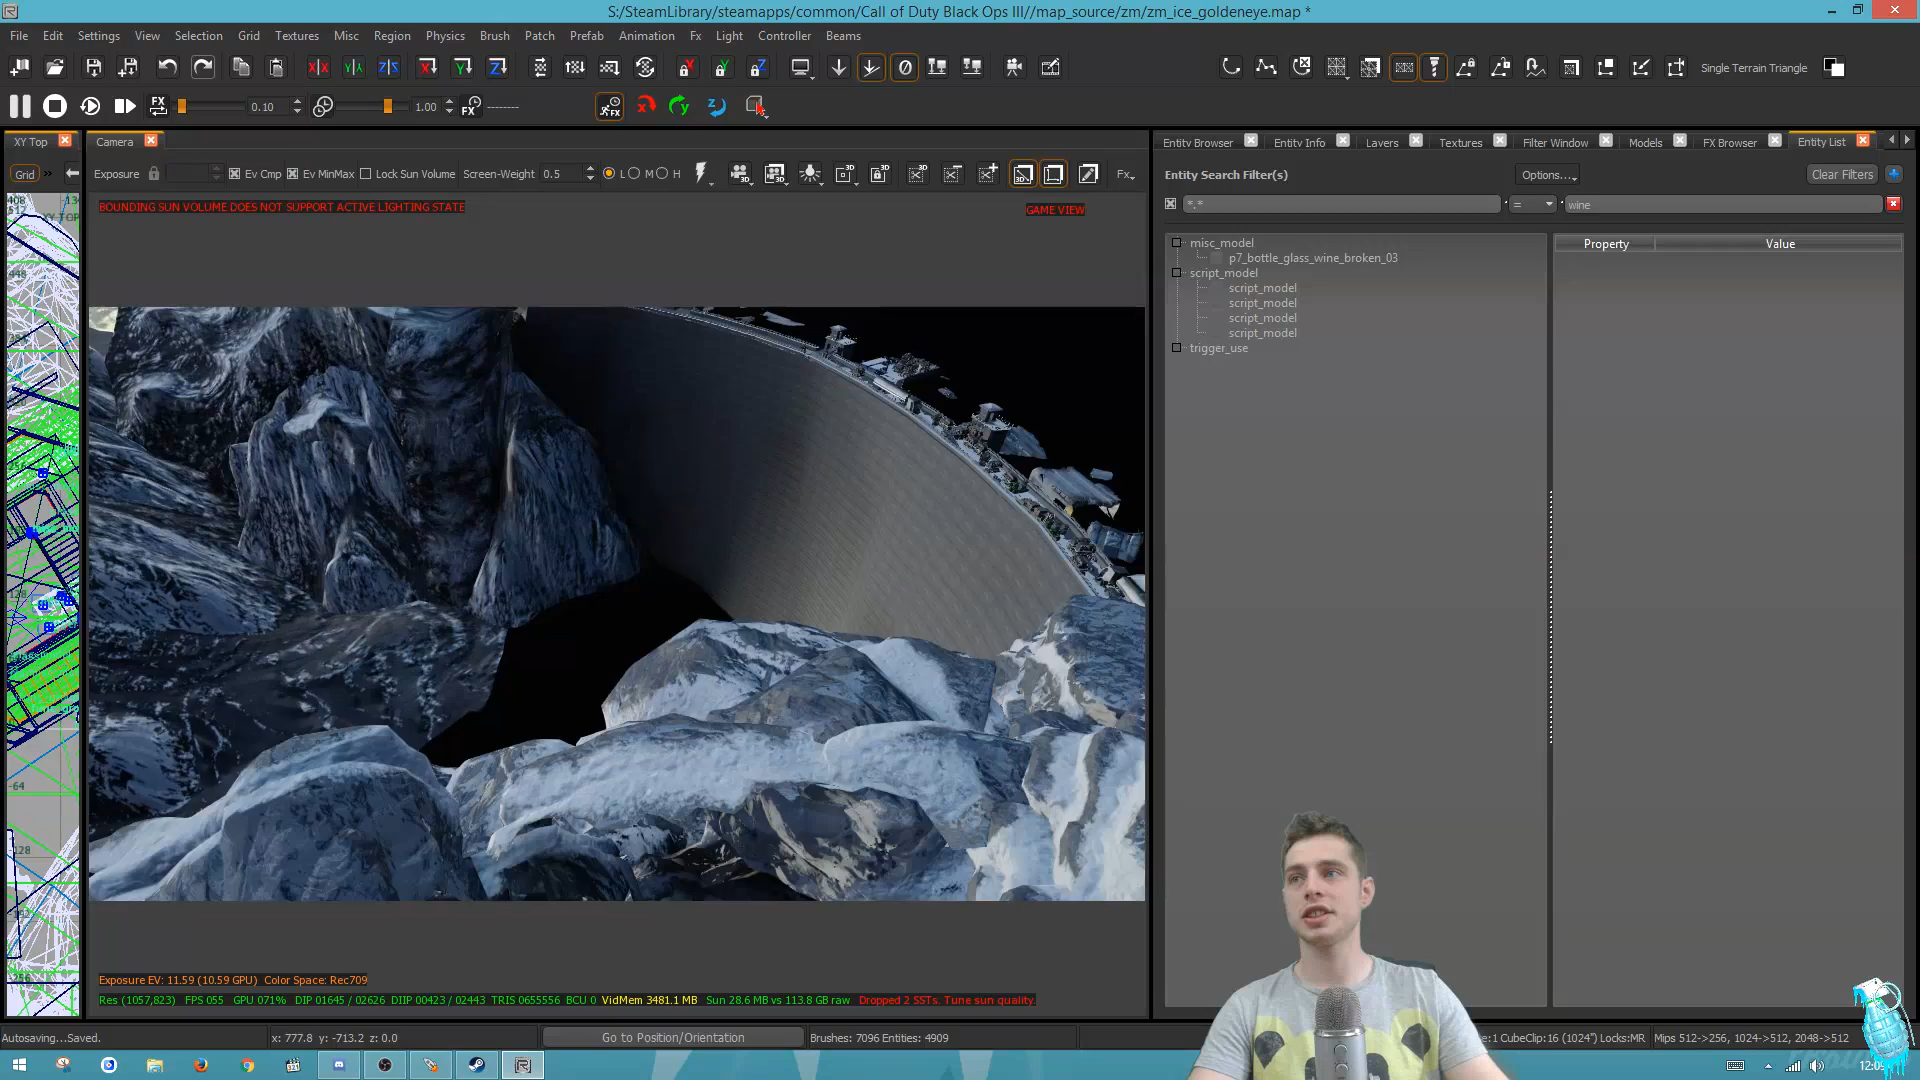 S:/SteamLibrary/steamapps/common/Call of Duty Black Ops III//map_source/zm/zm_ice_goldeneye.map *
File Edit Settings View Selection Grid Textures Misc Region Physics Brush Patch Prefab Animation Fx Light Controller Beams
Single Terrain Triangle
FX 0.10 1.00 FX --------
XY Top Camera
Entity Browser Entity Info Layers Textures Filter Window Models FX Browser Entity List
Grid » Exposure Ev Cmp Ev MinMax Lock Sun Volume Screen-Weight 0.5 L M H Fx
Entity Search Filter(s) Options... Clear Filters
*.* = wine
BOUNDING SUN VOLUME DOES NOT SUPPORT ACTIVE LIGHTING STATE
GAME VIEW
misc_model
p7_bottle_glass_wine_broken_03
script_model
script_model
script_model
script_model
script_model
trigger_use
Property Value
448
-64
-128
-256
Exposure EV: 11.59 (10.59 GPU) Color Space: Rec709
Res (1057,823) FPS 055 GPU 071% DIP 01645 / 02626 DIIP 00423 / 02443 TRIS 0655556 BCU 0 VidMem 3481.1 MB Sun 28.6 MB vs 113.8 GB raw Dropped 2 SSTs. Tune sun quality.
Autosaving...Saved. x: 777.8 y: -713.2 z: 0.0 Go to Position/Orientation Brushes: 7096 Entities: 4909 :1 CubeClip:16 (1024") Locks:MR Mips 512->256, 1024->512, 2048->512